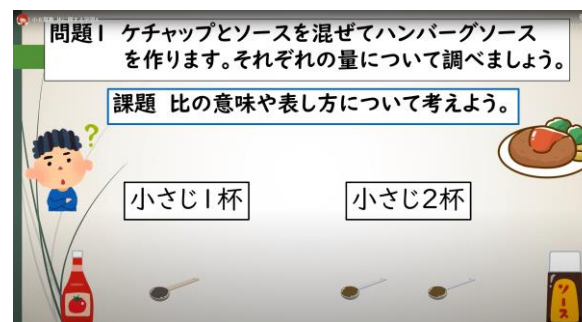 問題1 ケチャップとソースを混ぜてハンバーグソース
を作ります。それぞれの量について調べましょう。
課題 比の意味や表し方について考えよう。
小さじ1杯
小さじ2杯
ソース